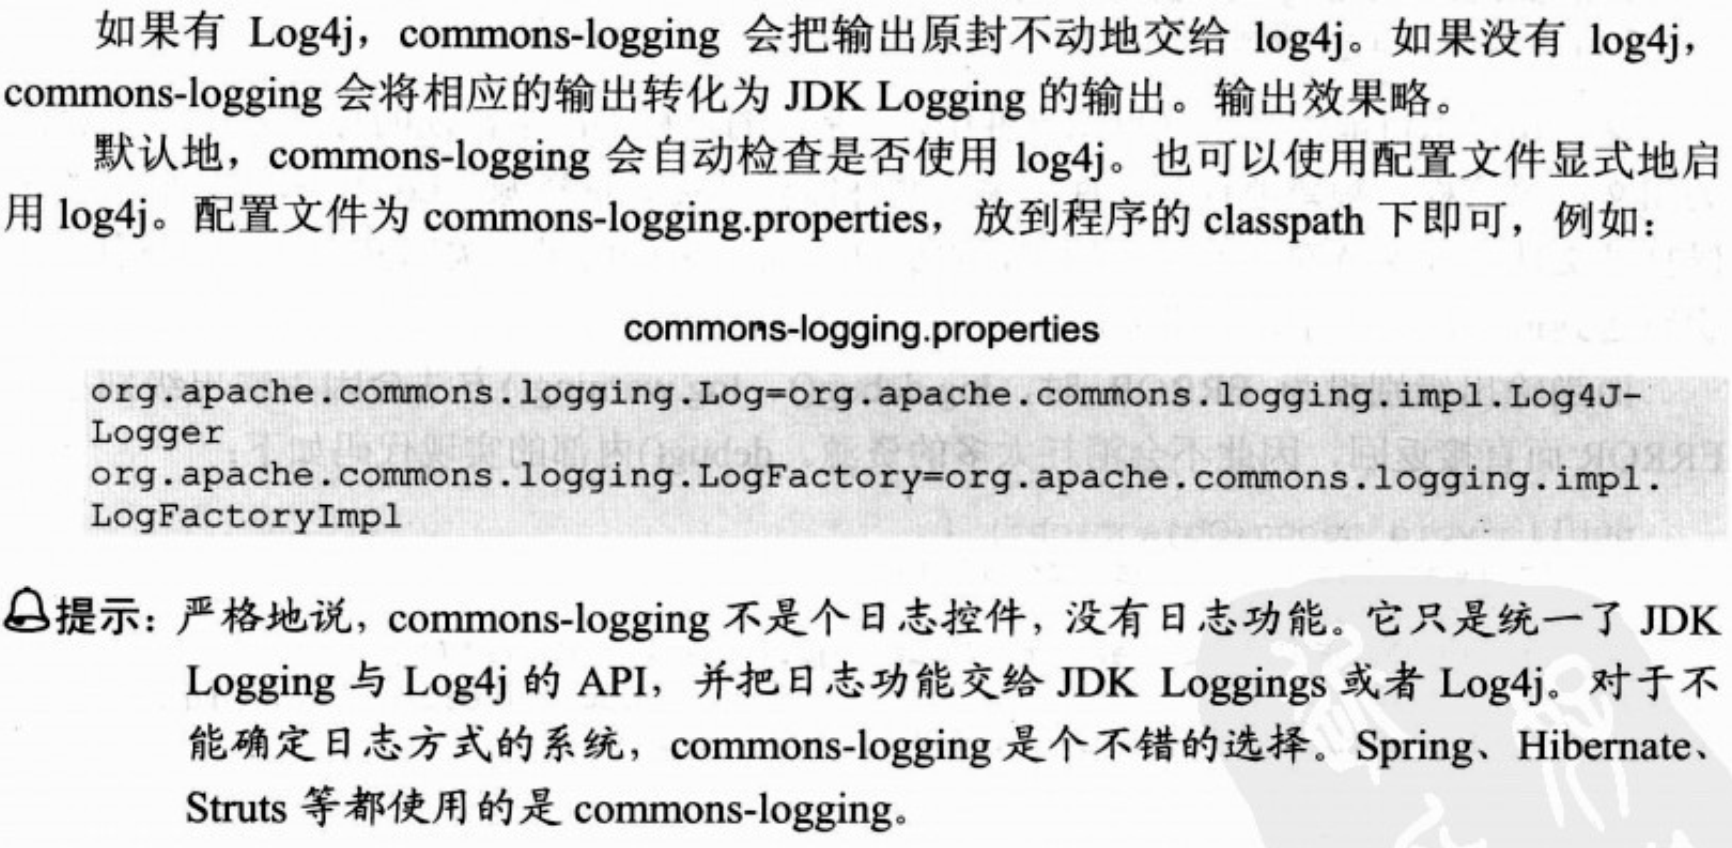 如果有 Log4j，commons-logging 会把输出原封不动地交给 log4j。如果没有 log4j，
commons-logging 会将相应的输出转化为 JDK Logging 的输出。输出效果略。
默认地，commons-logging 会自动检查是否使用 log4j。也可以使用配置文件显式地启
用 log4j。配置文件为 commons-logging.properties，放到程序的 classpath 下即可，例如：
commons-logging.properties
org.apache.commons.logging.Log=org.apache.commons.logging.impl.Log4J-
Logger
org.apache.commons.logging.LogFactory=org.apache.commons.logging.impl.
LogFactoryImpl
提示：严格地说，commons-logging 不是个日志控件，没有日志功能。它只是统一了 JDK
Logging 与 Log4j 的 API，并把日志功能交给 JDK Loggings 或者 Log4j。对于不
能确定日志方式的系统，commons-logging 是个不错的选择。Spring、Hibernate、
Struts 等都使用的是 commons-logging。